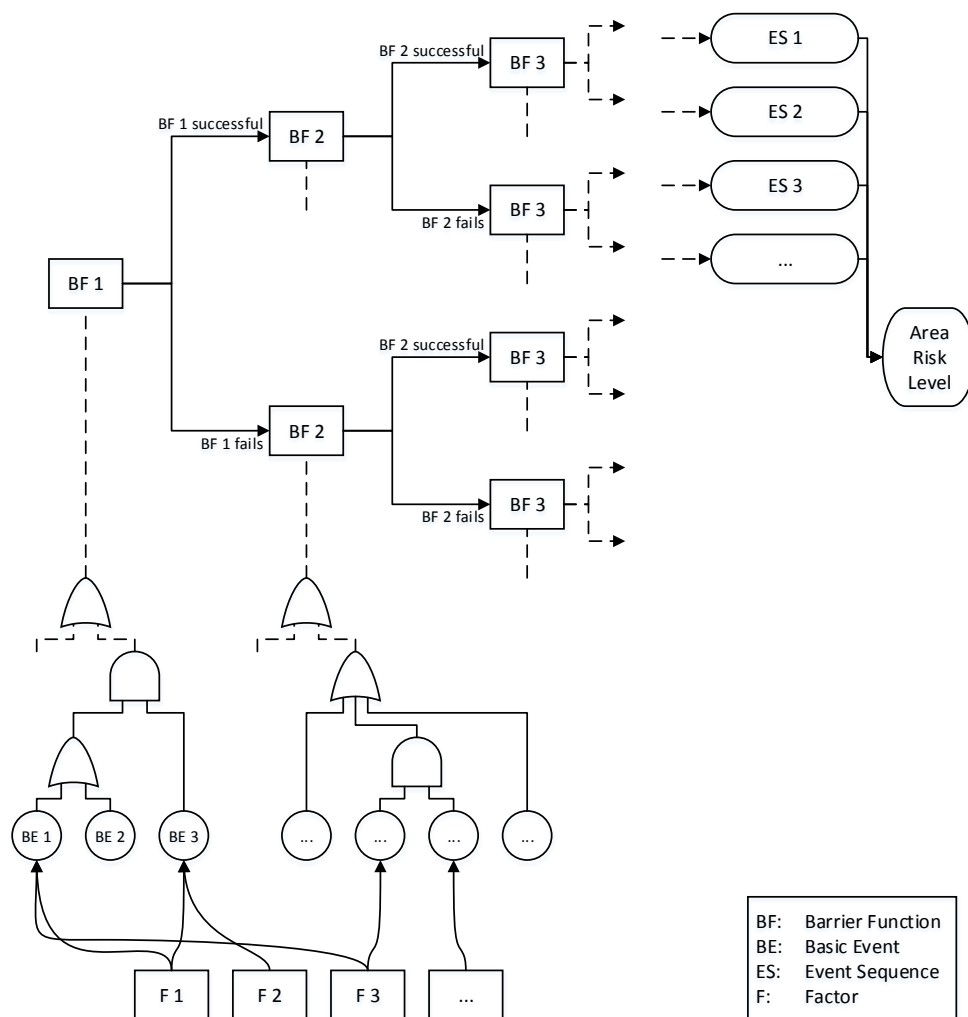 ES 1
BF 2 successful
BF 3
ES 2
BF 1 successful
BF 2
ES 3
BF 3
BF 2 fails
...
BF 1
BF 2 successful
BF 3
Area
Risk
Level
BF 2
BF 1 fails
BF 3
BF 2 fails
BE 1
BE 2
BE 3
...
...
...
...
F 1
F 2
F 3
...
BF: Barrier Function
BE: Basic Event
ES: Event Sequence
F: Factor